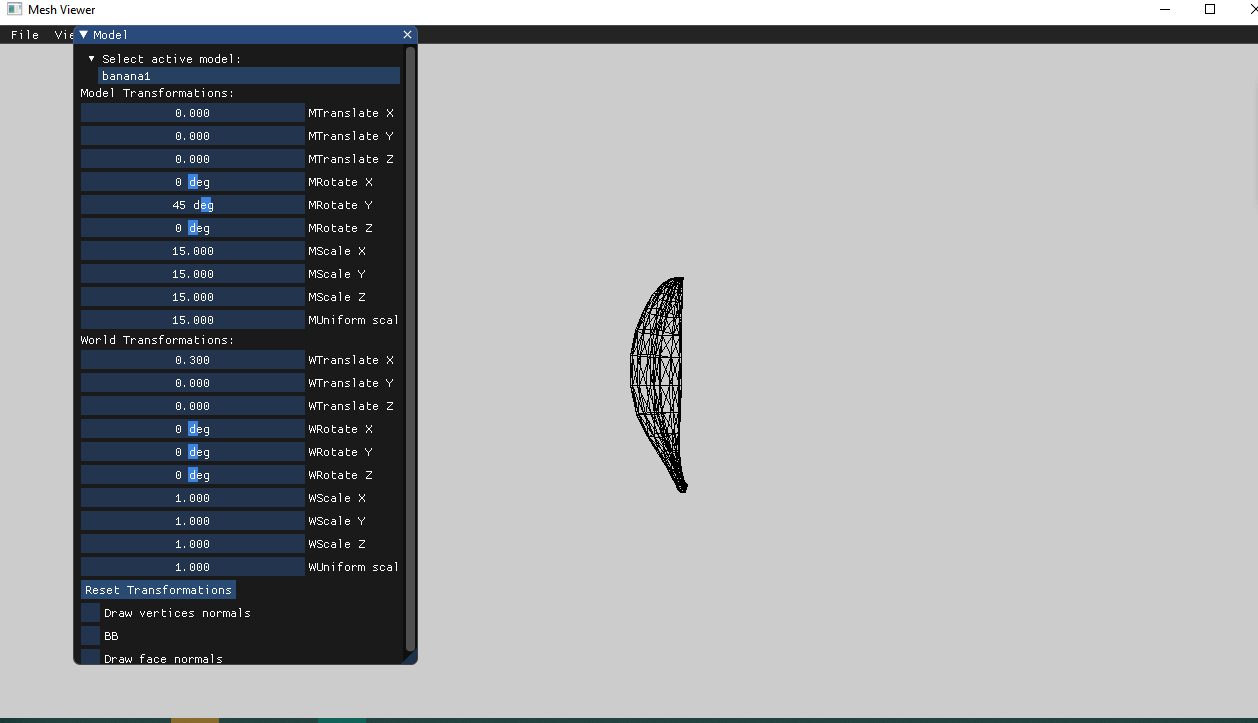 Mesh Viewer
File Vie
Model
Select active model:
banana1
Model Transformations:
0.000 MTranslate X
0.000 MTranslate Y
0.000 MTranslate Z
0 deg MRotate X
45 deg MRotate Y
0 deg MRotate Z
15.000 MScale X
15.000 MScale Y
15.000 MScale Z
15.000 MUniform scal
World Transformations:
0.300 WTranslate X
0.000 WTranslate Y
0.000 WTranslate Z
0 deg WRotate X
0 deg WRotate Y
0 deg WRotate Z
1.000 WScale X
1.000 WScale Y
1.000 WScale Z
1.000 WUniform scal
Reset Transformations
Draw vertices normals
BB
Draw face normals